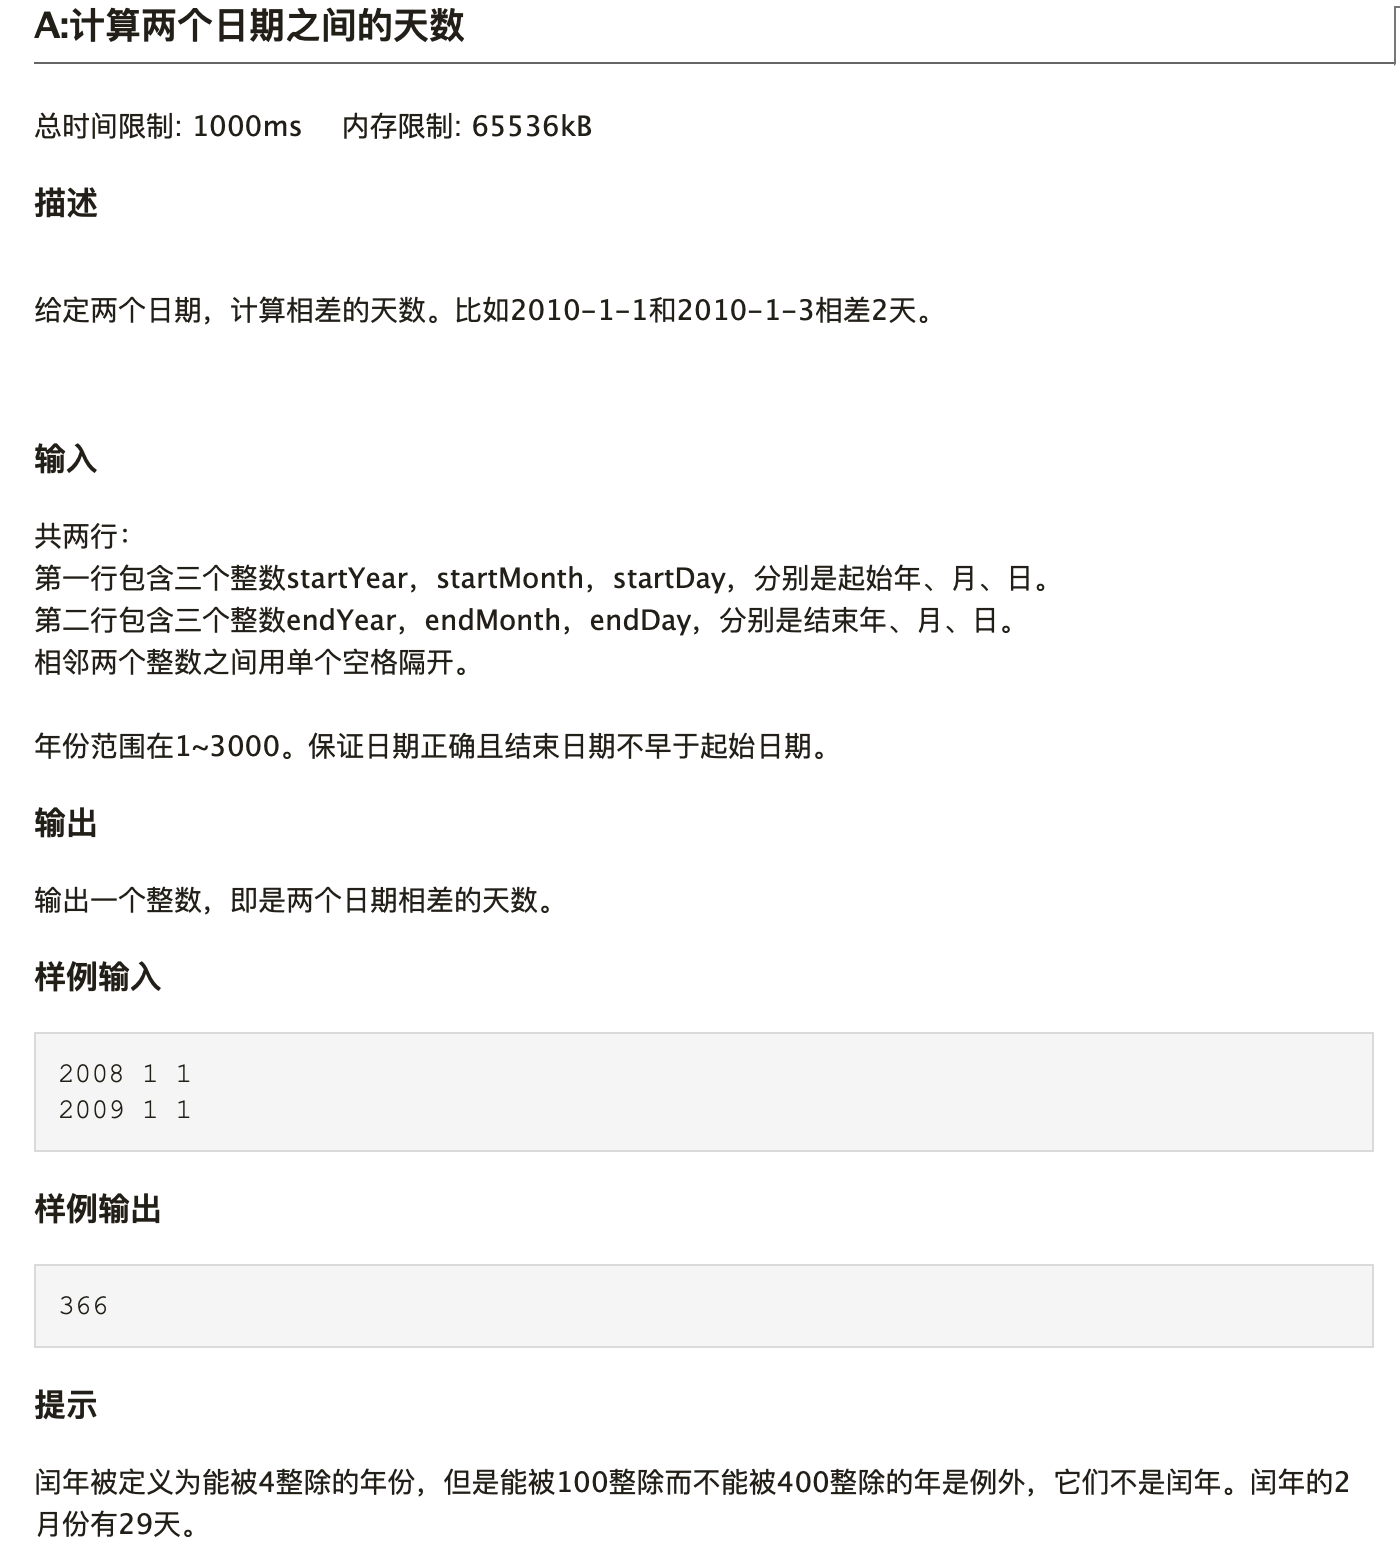 A:计算两个日期之间的天数
总时间限制: 1000ms 内存限制: 65536kB
描述
给定两个日期，计算相差的天数。比如2010-1-1和2010-1-3相差2天。
输入
共两行：
第一行包含三个整数startYear，startMonth，startDay，分别是起始年、月、日。
第二行包含三个整数endYear，endMonth，endDay，分别是结束年、月、日。
相邻两个整数之间用单个空格隔开。
年份范围在1~3000。保证日期正确且结束日期不早于起始日期。
输出
输出一个整数，即是两个日期相差的天数。
样例输入
2008 1 1
2009 1 1
样例输出
366
提示
闰年被定义为能被4整除的年份，但是能被100整除而不能被400整除的年是例外，它们不是闰年。闰年的2
月份有29天。